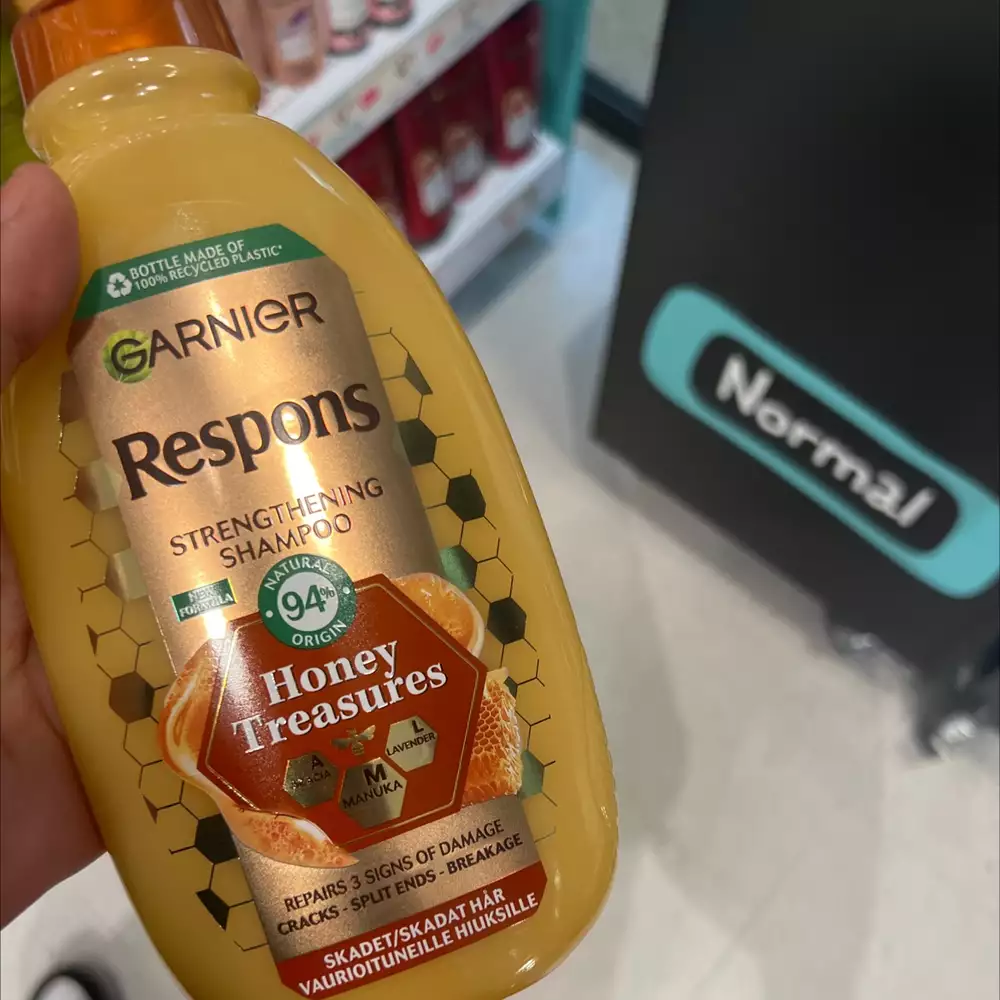 BOTTLE MADE OF
100% RECYCLED PLASTIC*
GARNIER
Respons
STRENGTHENING
SHAMPOO
NEW
FORMULA
NATURAL
94%
ORIGIN
Honey
Treasures
A
ACACIA
M
MANUKA
L
LAVENDER
REPAIRS 3 SIGNS OF DAMAGE
CRACKS - SPLIT ENDS - BREAKAGE
SKADET/SKADAT HÅR
VAURIOITUNEILLE HIUKSILLE
Normal